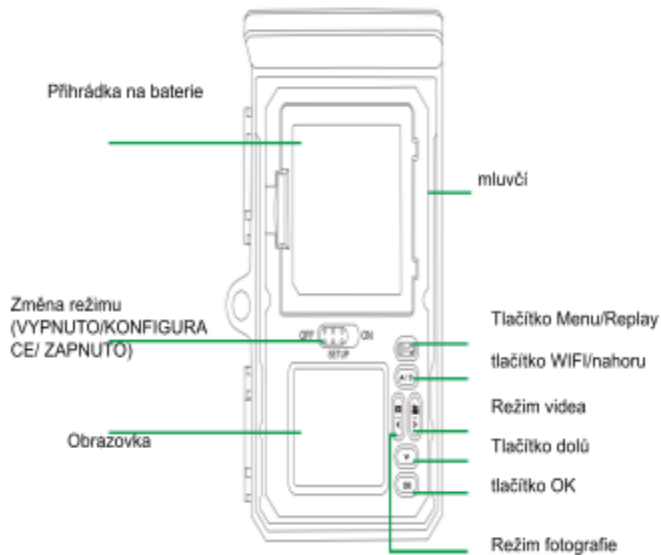 Přihrádka na baterie
mluvčí
Změna režimu
(VYPNUTO/KONFIGURA
CE/ ZAPNUTO)
OFF
ON
SETUP
Tlačítko Menu/Replay
tlačítko WIFI/nahoru
Režim videa
Obrazovka
Tlačítko dolů
tlačítko OK
Režim fotografie